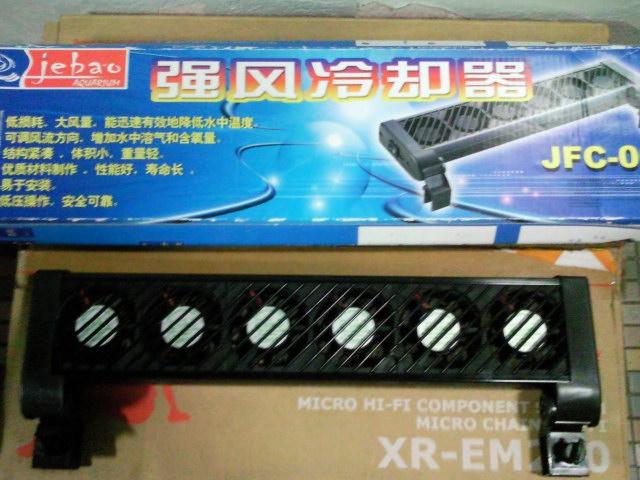 jebao
AQUARIUM
强风冷却器
低损耗．大风量．能迅速有效地降低水中温度．
可调风流方向．增加水中溶气和含氧量．
结构紧凑．体积小．重量轻．
优质材料制作．性能好．寿命长．
易于安装．
低压操作．安全可靠．
JFC-0
MICRO HI-FI COMPONENT
MICRO
XR-EM